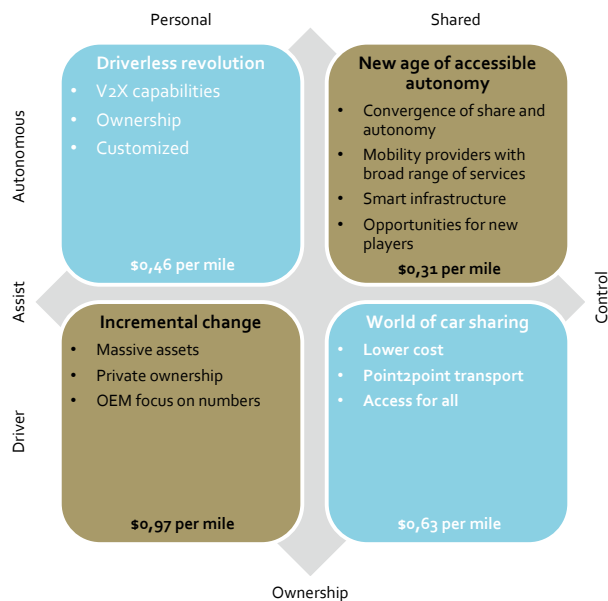 Personal
Shared
Autonomous
Driverless revolution
• V2X capabilities
• Ownership
• Customized
$0,46 per mile
New age of accessible
autonomy
• Convergence of share and
autonomy
• Mobility providers with
broad range of services
• Smart infrastructure
• Opportunities for new
players
$0,31 per mile
Assist
Control
Driver
Incremental change
• Massive assets
• Private ownership
• OEM focus on numbers
$0,97 per mile
World of car sharing
• Lower cost
• Point2point transport
• Access for all
$0,63 per mile
Ownership